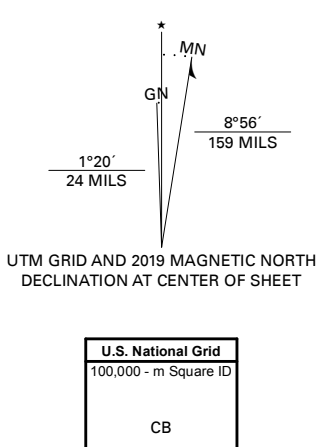 ★
MN
GN
8°56´
159 MILS
1°20´
24 MILS
UTM GRID AND 2019 MAGNETIC NORTH
DECLINATION AT CENTER OF SHEET
U.S. National Grid
100,000 - m Square ID
CB